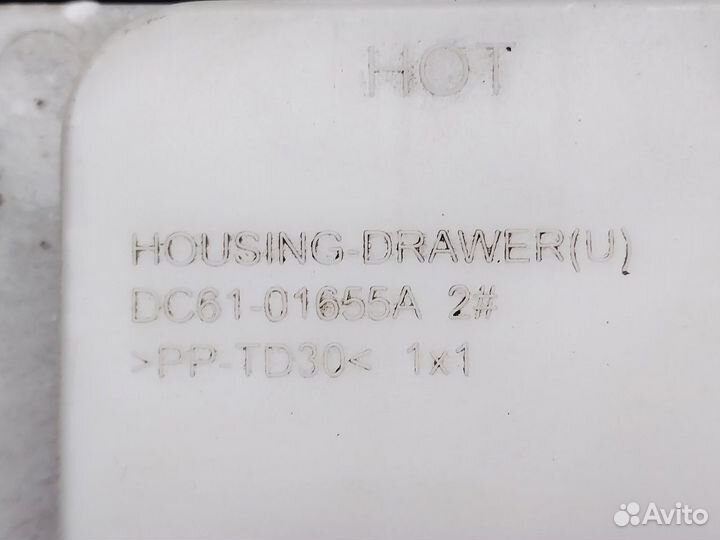 HOT
HOUSING-DRAWER(U)
DC61-01655A 2#
>PP-TD30< 1x1
Avito